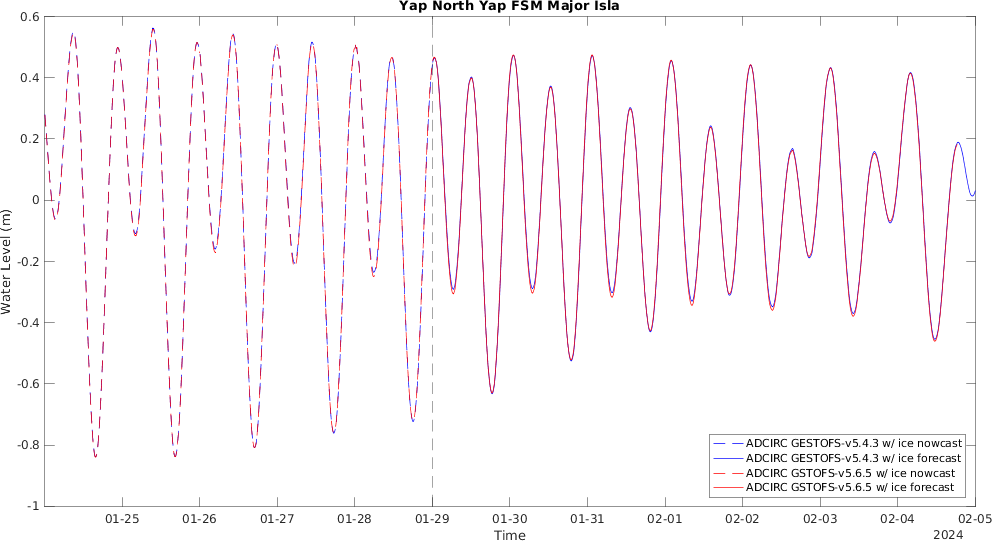 Yap North Yap FSM Major Isla
0.6
0.4
0.2
0
-0.2
-0.4
-0.6
-0.8
-1
Water Level (m)
01-25 01-26 01-27 01-28 01-29 01-30 01-31 02-01 02-02 02-03 02-04 02-05
Time
2024
ADCIRC GESTOFS-v5.4.3 w/ ice nowcast
ADCIRC GESTOFS-v5.4.3 w/ ice forecast
ADCIRC GSTOFS-v5.6.5 w/ ice nowcast
ADCIRC GSTOFS-v5.6.5 w/ ice forecast